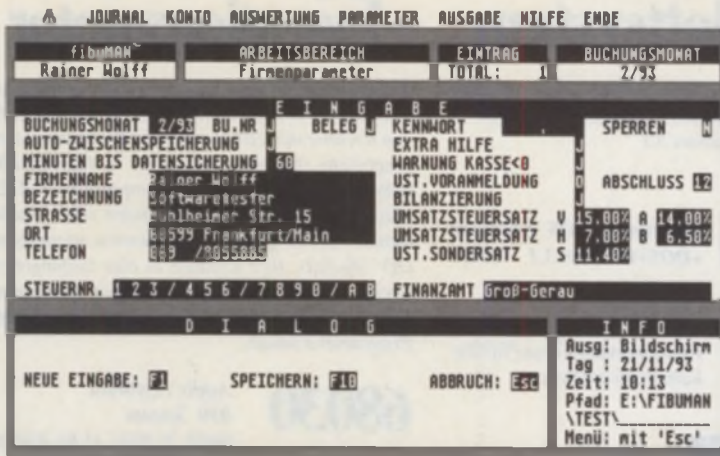 JOURNAL KONTO AUSWERTUNG PARAMETER AUSGABE HILFE ENDE
fibuMAN ARBEITSBEREICH EINTRAG BUCHUNGSMONAT
Rainer Wolff Firmenparameter TOTAL: 1 2/93
E I N G A B E
BUCHUNGSMONAT 2/93 BU.NR J BELEG J KENNWORT . SPERREN N
AUTO-ZWISCHENSPEICHERUNG J EXTRA HILFE J
MINUTEN BIS DATENSICHERUNG 60 WARNUNG KASSE<0 J
FIRMENNAME Rainer Wolff UST.VORANMELDUNG 0 ABSCHLUSS 12
BEZEICHNUNG Softwaretester BILANZIERUNG J
STRASSE Str. 15 UMSATZSTEUERSATZ V 15.00% A 14.00%
ORT 60599 Frankfurt/Main UMSATZSTEUERSATZ H 7.00% B 6.50%
TELEFON UST.SONDERSATZ S 11.40%
STEUERNR. 1 2 3 / 4 5 6 / 7 8 9 0 / A B FINANZAMT Groß-Gerau
D I A L O G I N F O
NEUE EINGABE: F1 SPEICHERN: F10 ABBRUCH: Esc
Ausg: Bildschirm
Tag : 21/11/93
Zeit: 10:13
Pfad: E:\FIBUMAN
\TEST\
Menü: mit 'Esc'